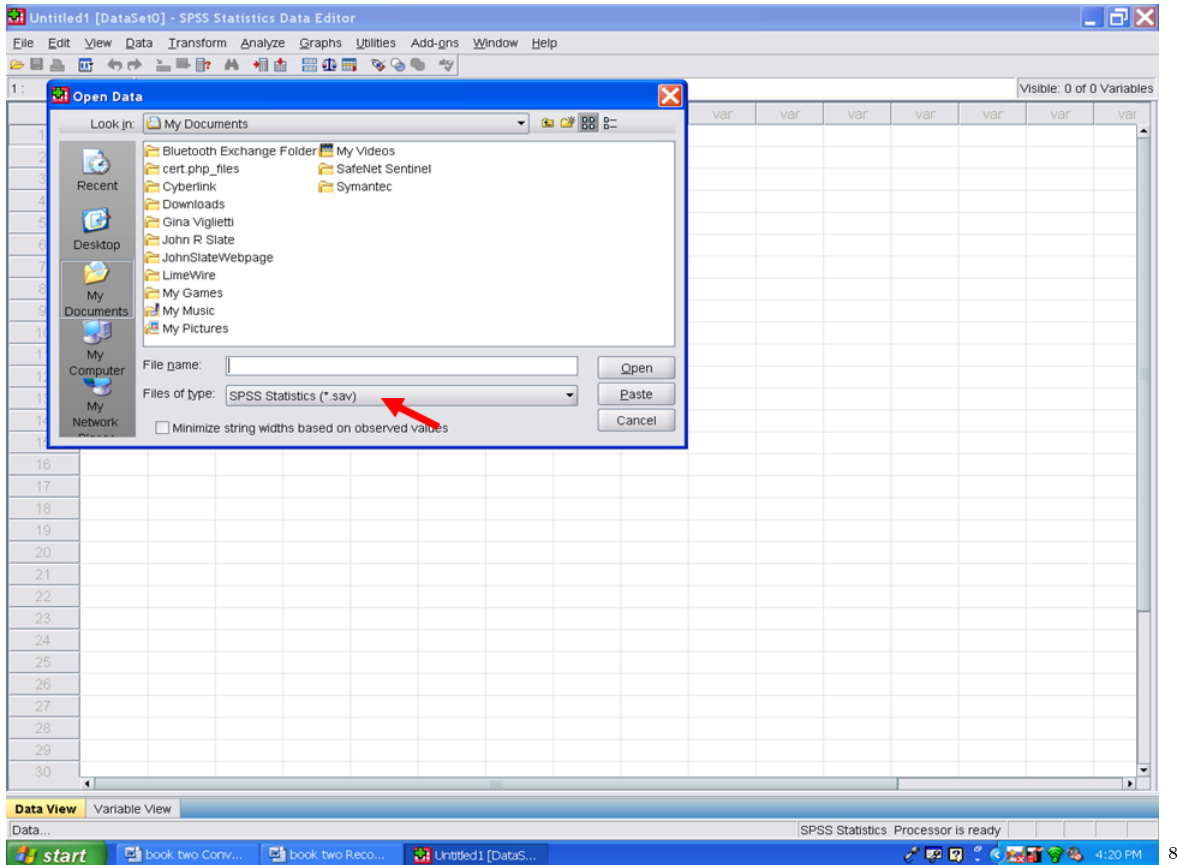 Untitled1 [DataSet0] - SPSS Statistics Data Editor
File Edit View Data Transform Analyze Graphs Utilities Add-ons Window Help
1 :
Visible: 0 of 0 Variables
Open Data
var var var var var var var
Look in: My Documents
Bluetooth Exchange Folder My Videos
cert.php_files SafeNet Sentinel
Cyberlink Symantec
Downloads
Gina Viglietti
John R Slate
JohnSlateWebpage
LimeWire
My Games
My Music
My Pictures
Recent
Desktop
My
Documents
My
Computer
My
Network
File name:
Open
Files of type: SPSS Statistics (*.sav)
Paste
Minimize string widths based on observed values
Cancel
16
17
18
19
20
21
22
23
24
25
26
27
28
29
30
Data View Variable View
Data... SPSS Statistics Processor is ready
start book two Conv... book two Reco... Untitled1 [DataS... 4:20 PM
8